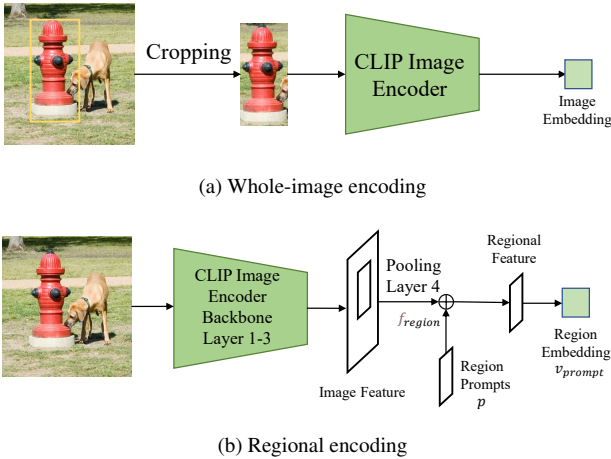 Cropping
CLIP Image
Encoder
Image
Embedding
(a) Whole-image encoding
CLIP Image
Encoder
Backbone
Layer 1-3
Image Feature
Pooling
Layer 4
f_region
Region
Prompts
p
Regional
Feature
Region
Embedding
v_prompt
(b) Regional encoding